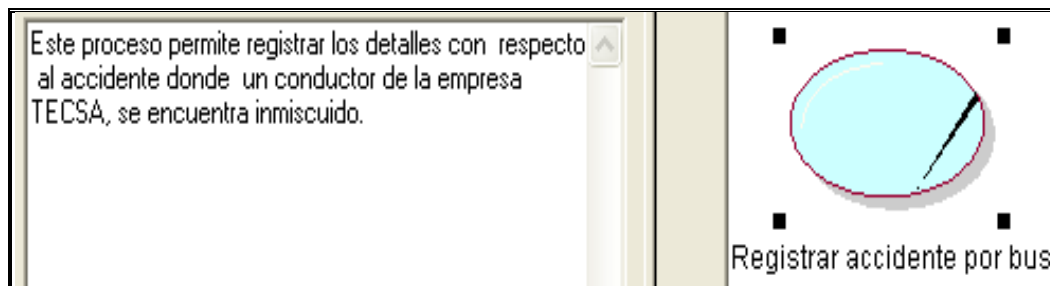 Este proceso permite registrar los detalles con respecto
al accidente donde un conductor de la empresa
TECSA, se encuentra inmiscuido.
Registrar accidente por bus